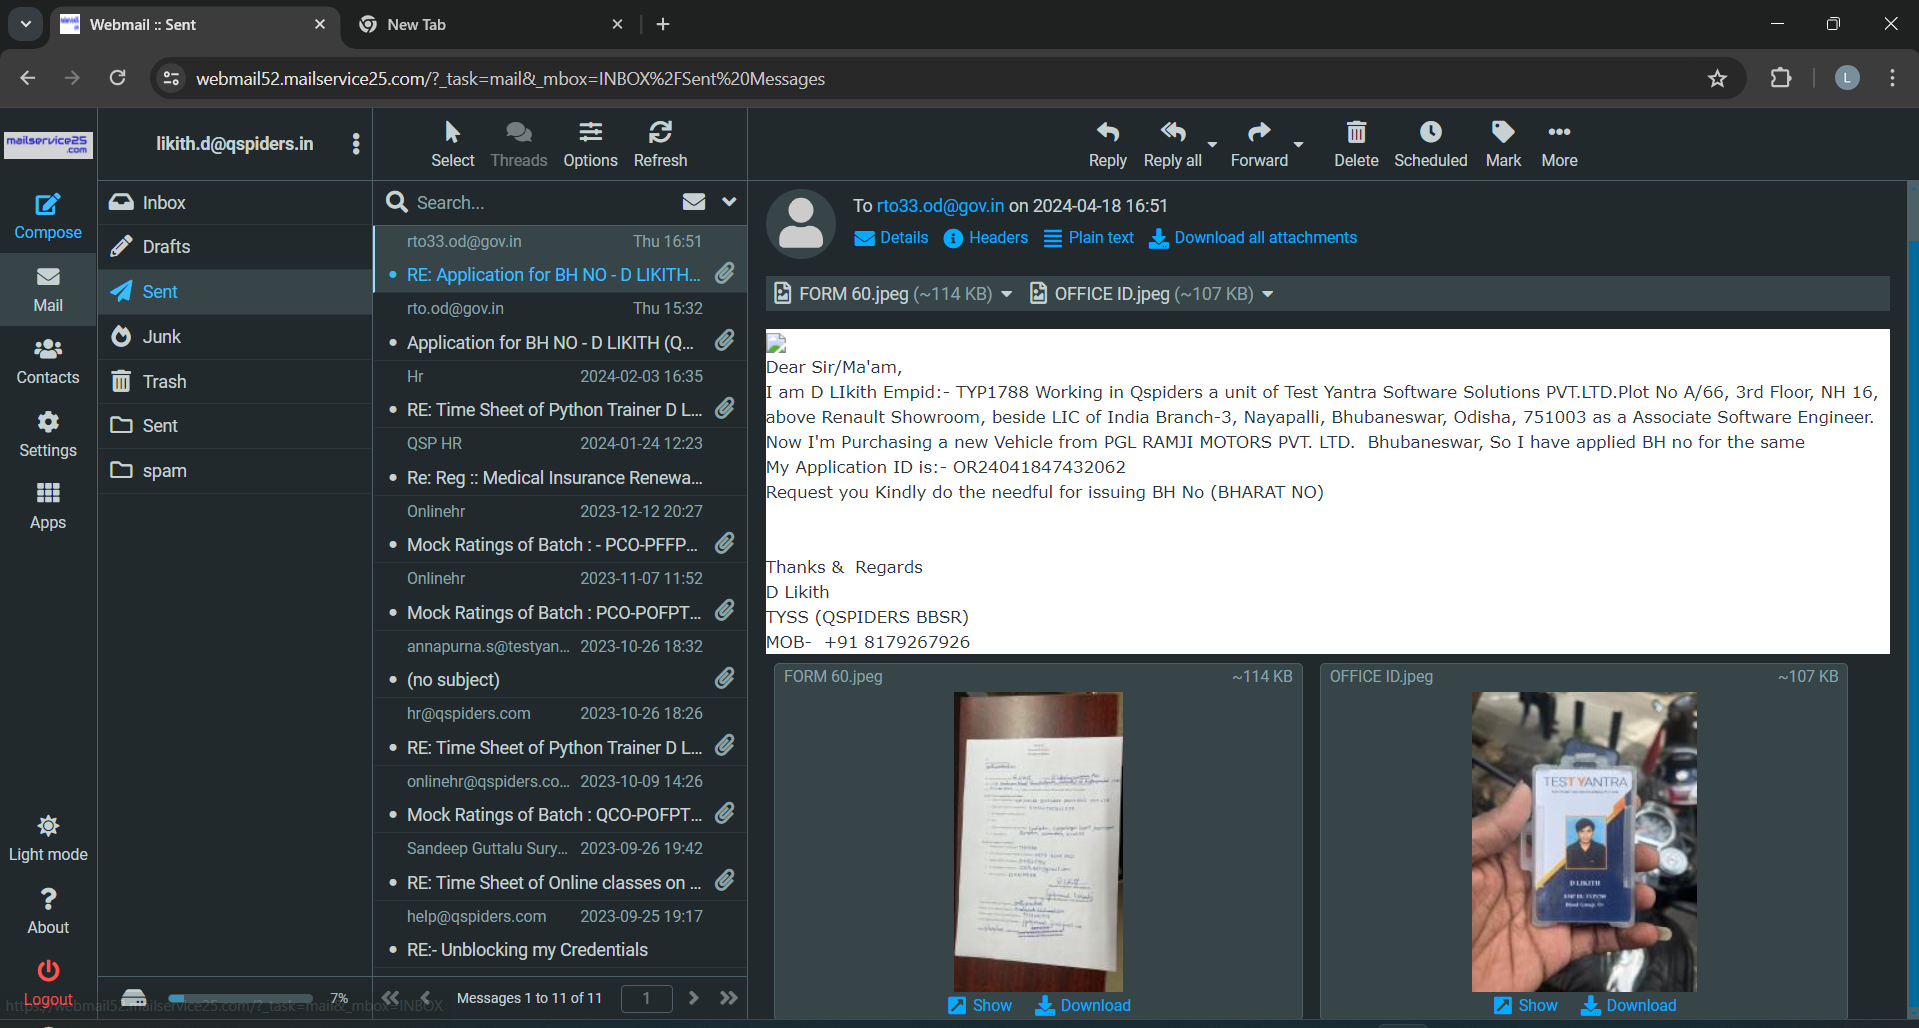 Webmail :: Sent
New Tab
webmail52.mailservice25.com/?_task=mail&_mbox=INBOX%2FSent%20Messages
L
mailservice25
.com
Compose
Mail
Contacts
Settings
Apps
Light mode
About
Logout
likith.d@qspiders.in
Inbox
Drafts
Sent
Junk
Trash
Sent
spam
7%
https://webmail52.mailservice25.com/?_task=mail&_mbox=INBOX
Select
Threads
Options
Refresh
Search...
rto33.od@gov.in Thu 16:51
RE: Application for BH NO - D LIKITH...
rto.od@gov.in Thu 15:32
Application for BH NO - D LIKITH (Q...
Hr 2024-02-03 16:35
RE: Time Sheet of Python Trainer D L...
QSP HR 2024-01-24 12:23
Re: Reg :: Medical Insurance Renewa...
Onlinehr 2023-12-12 20:27
Mock Ratings of Batch : - PCO-PFFP...
Onlinehr 2023-11-07 11:52
Mock Ratings of Batch : PCO-POFPT...
annapurna.s@testyan... 2023-10-26 18:32
(no subject)
hr@qspiders.com 2023-10-26 18:26
RE: Time Sheet of Python Trainer D L...
onlinehr@qspiders.co... 2023-10-09 14:26
Mock Ratings of Batch : QCO-POFPT...
Sandeep Guttalu Sury... 2023-09-26 19:42
RE: Time Sheet of Online classes on ...
help@qspiders.com 2023-09-25 19:17
RE:- Unblocking my Credentials
Messages 1 to 11 of 11
1
Reply
Reply all
Forward
Delete
Scheduled
Mark
More
To rto33.od@gov.in on 2024-04-18 16:51
Details
Headers
Plain text
Download all attachments
FORM 60.jpeg (~114 KB)
OFFICE ID.jpeg (~107 KB)
Dear Sir/Ma'am,
I am D LIkith Empid:- TYP1788 Working in Qspiders a unit of Test Yantra Software Solutions PVT.LTD.Plot No A/66, 3rd Floor, NH 16,
above Renault Showroom, beside LIC of India Branch-3, Nayapalli, Bhubaneswar, Odisha, 751003 as a Associate Software Engineer.
Now I'm Purchasing a new Vehicle from PGL RAMJI MOTORS PVT. LTD.  Bhubaneswar, So I have applied BH no for the same
My Application ID is:- OR24041847432062
Request you Kindly do the needful for issuing BH No (BHARAT NO)
Thanks &  Regards
D Likith
TYSS (QSPIDERS BBSR)
MOB-  +91 8179267926
FORM 60.jpeg ~114 KB
Show
Download
OFFICE ID.jpeg ~107 KB
TEST YANTRA
D LIKITH
Show
Download